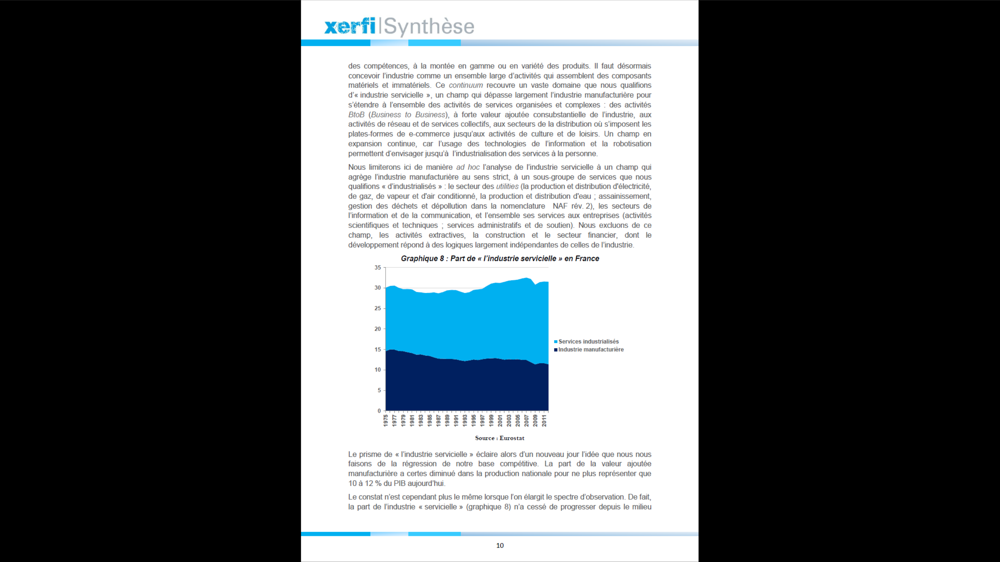 xerfi|Synthèse
des compétences, à la montée en gamme ou en variété des produits. Il faut désormais
concevoir l'industrie comme un ensemble large d'activités qui assemblent des composants
matériels et immatériels. Ce continuum recouvre un vaste domaine que nous qualifions
d'« industrie servicielle », un champ qui dépasse largement l'industrie manufacturière pour
s'étendre à l'ensemble des activités de services organisées et complexes : des activités
BtoB (Business to Business), à forte valeur ajoutée consubstantielle de l'industrie, aux
activités de réseau et de services collectifs, aux secteurs de la distribution où s'imposent les
plates-formes de e-commerce jusqu'aux activités de culture et de loisirs. Un champ en
expansion continue, car l'usage des technologies de l'information et la robotisation
permettent d'envisager jusqu'à l'industrialisation des services à la personne.
Nous limiterons ici de manière ad hoc l'analyse de l'industrie servicielle à un champ qui
agrège l'industrie manufacturière au sens strict, à un sous-groupe de services que nous
qualifions « d'industrialisés » : le secteur des utilities (la production et distribution d'électricité,
de gaz, de vapeur et d'air conditionné, la production et distribution d'eau ; assainissement,
gestion des déchets et dépollution dans la nomenclature NAF rév. 2), les secteurs de
l'information et de la communication, et l'ensemble ses services aux entreprises (activités
scientifiques et techniques ; services administratifs et de soutien). Nous excluons de ce
champ, les activités extractives, la construction et le secteur financier, dont le
développement répond à des logiques largement indépendantes de celles de l'industrie.
Graphique 8 : Part de « l'industrie servicielle » en France
35
30
25
20
15
10
5
0
1975 1977 1979 1981 1983 1985 1987 1989 1991 1993 1995 1997 1999 2001 2003 2005 2007 2009 2011
Services industrialisés
Industrie manufacturière
Source : Eurostat
Le prisme de « l'industrie servicielle » éclaire alors d'un nouveau jour l'idée que nous nous
faisons de la régression de notre base compétitive. La part de la valeur ajoutée
manufacturière a certes diminué dans la production nationale pour ne plus représenter que
10 à 12 % du PIB aujourd'hui.
Le constat n'est cependant plus le même lorsque l'on élargit le spectre d'observation. De fait,
la part de l'industrie « servicielle » (graphique 8) n'a cessé de progresser depuis le milieu
10